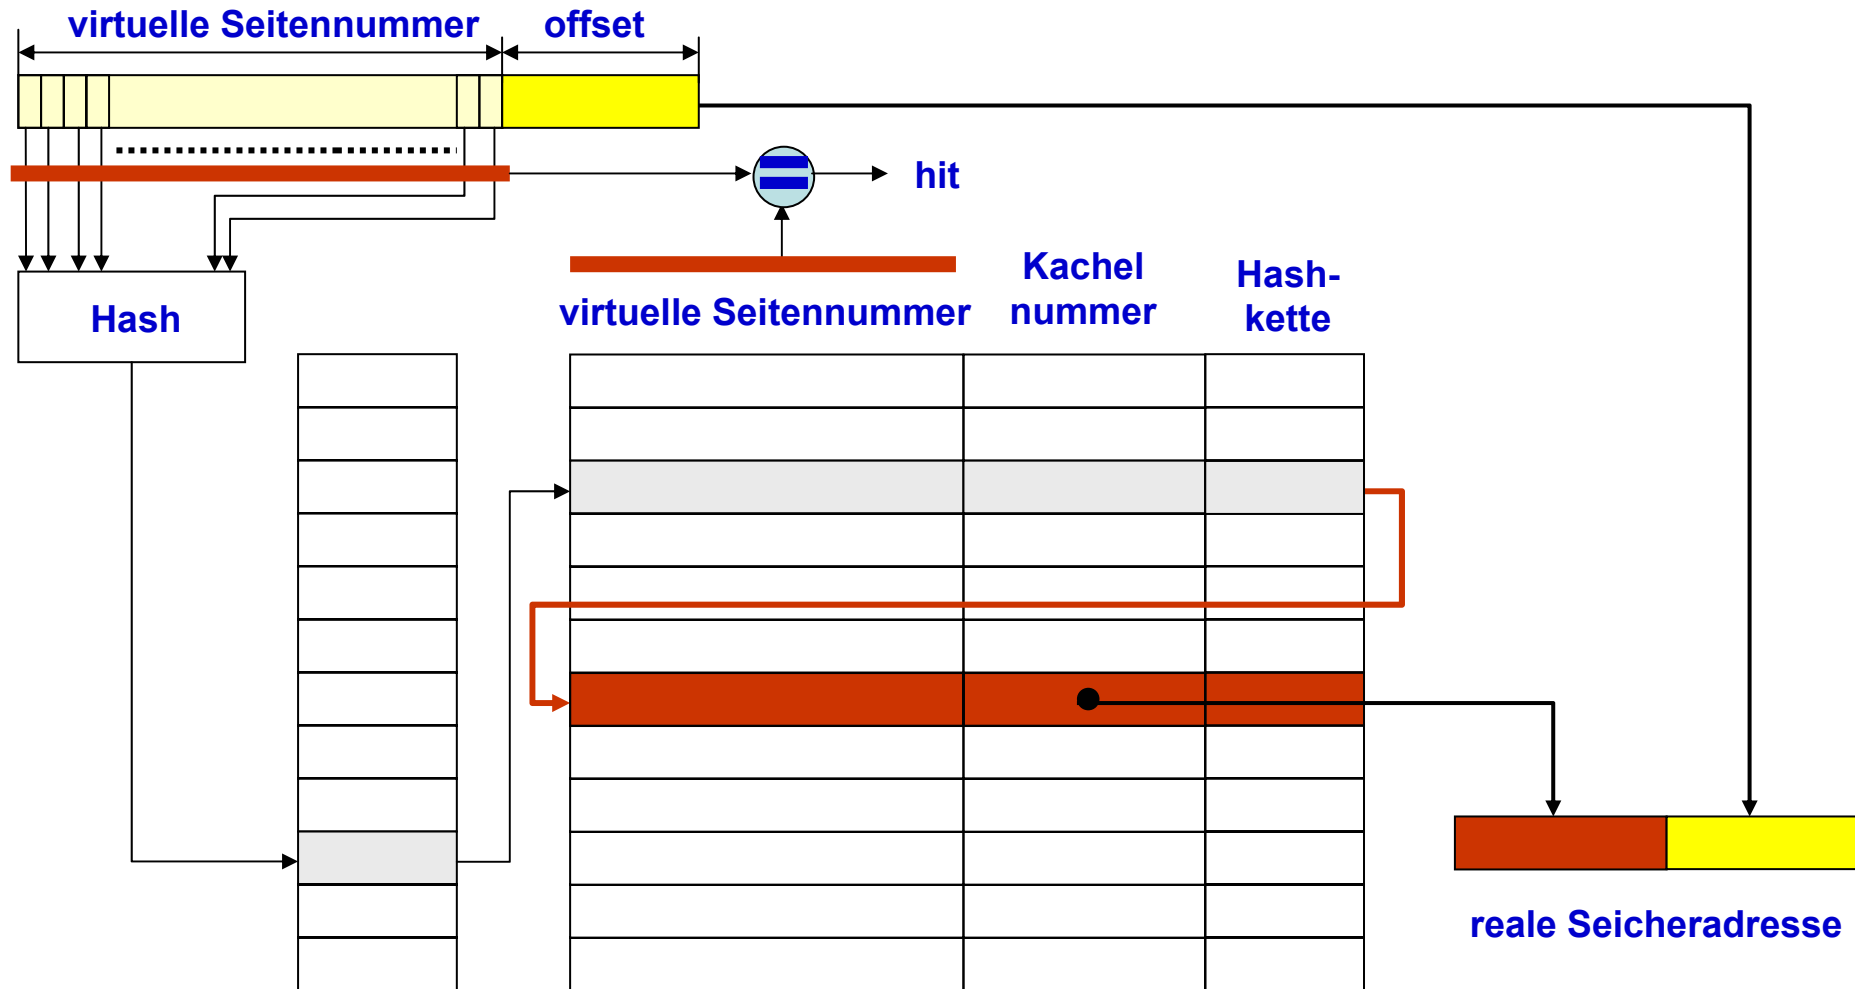 virtuelle Seitennummer offset
hit
Hash
virtuelle Seitennummer
Kachel
nummer
Hash-
kette
reale Seicheradresse